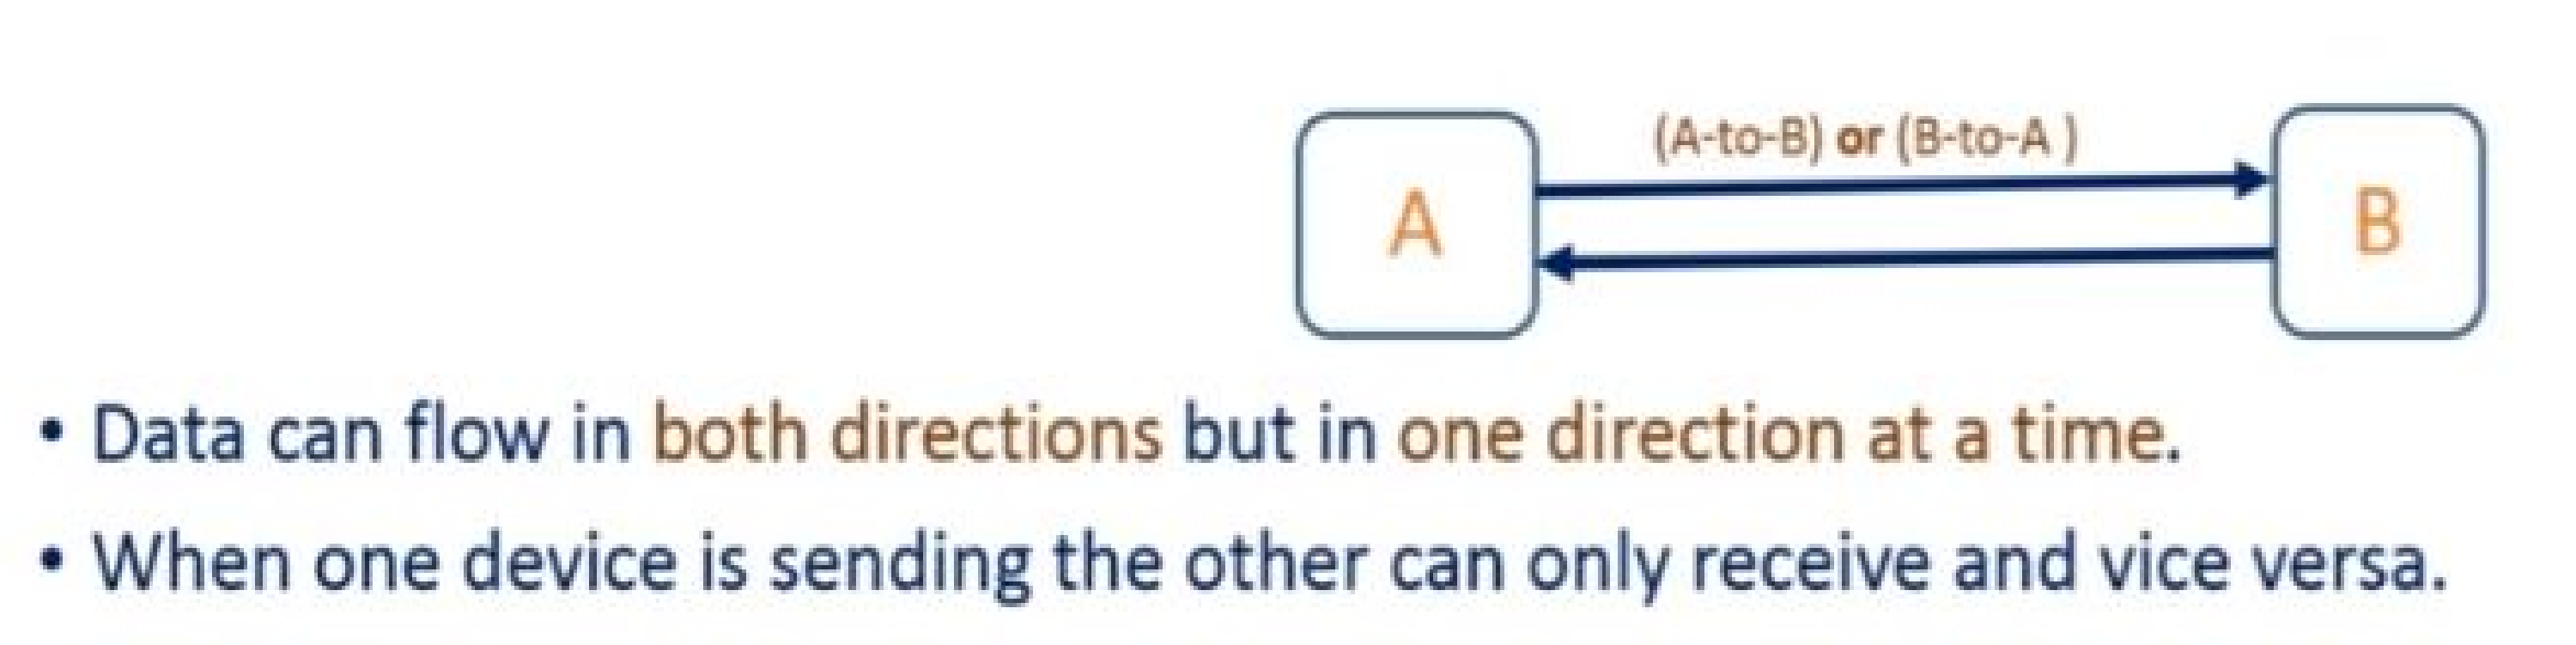 (A-to-B) or (B-to-A )
A
B
• Data can flow in both directions but in one direction at a time.
• When one device is sending the other can only receive and vice versa.